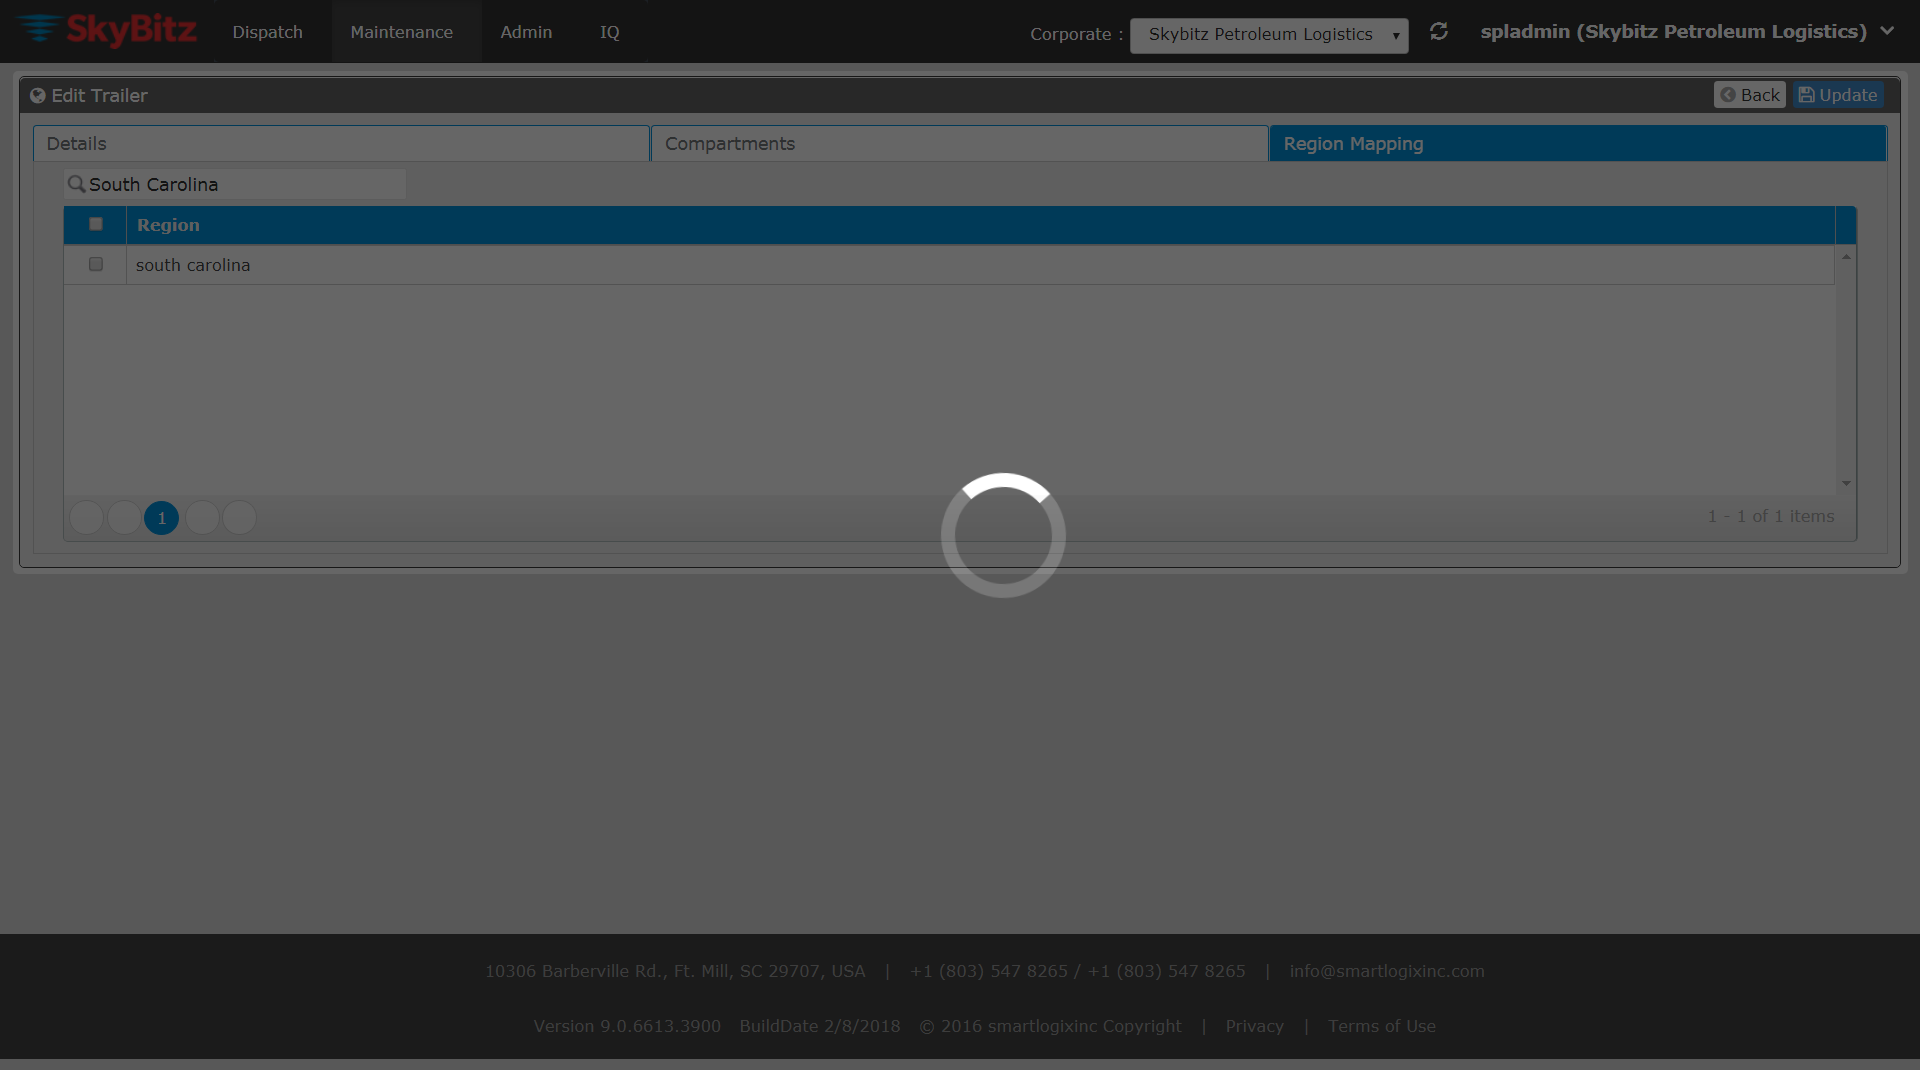 SkyBitz Dispatch Maintenance Admin IQ Corporate : Skybitz Petroleum Logistics spladmin (Skybitz Petroleum Logistics)
Edit Trailer Back Update
Details Compartments Region Mapping
South Carolina
Region
south carolina
1 1 - 1 of 1 items
10306 Barberville Rd., Ft. Mill, SC 29707, USA | +1 (803) 547 8265 / +1 (803) 547 8265 | info@smartlogixinc.com
Version 9.0.6613.3900 BuildDate 2/8/2018 © 2016 smartlogixinc Copyright | Privacy | Terms of Use